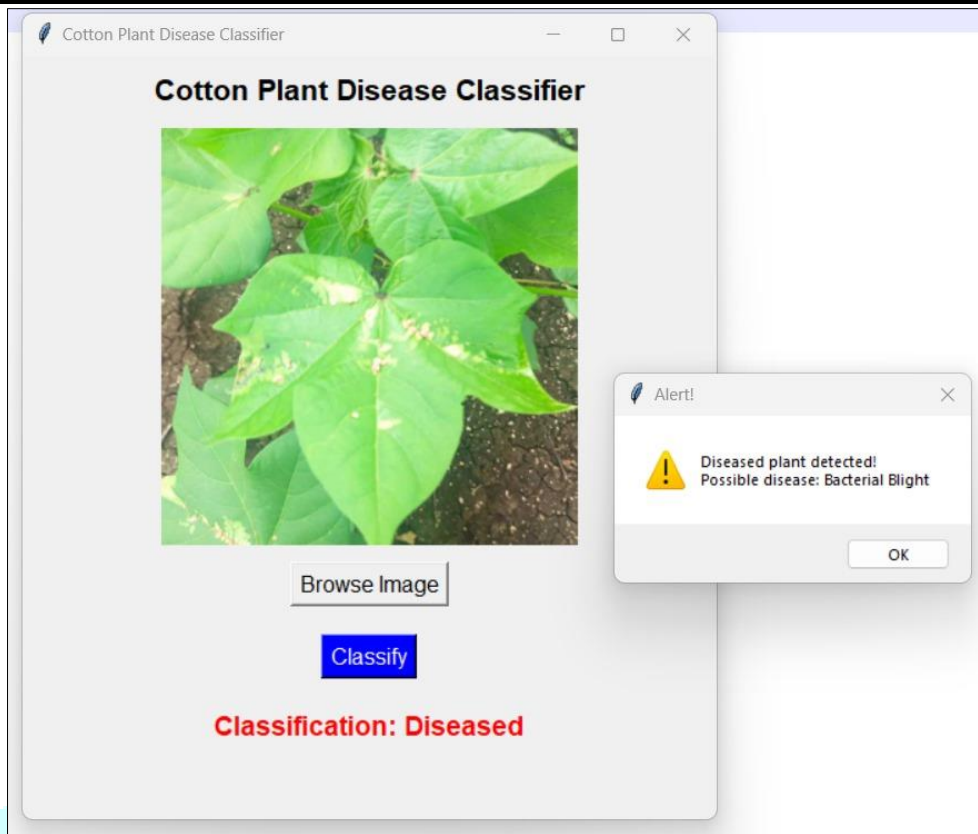 Cotton Plant Disease Classifier
Cotton Plant Disease Classifier
Alert!
Diseased plant detected!
Possible disease: Bacterial Blight
OK
Browse Image
Classify
Classification: Diseased